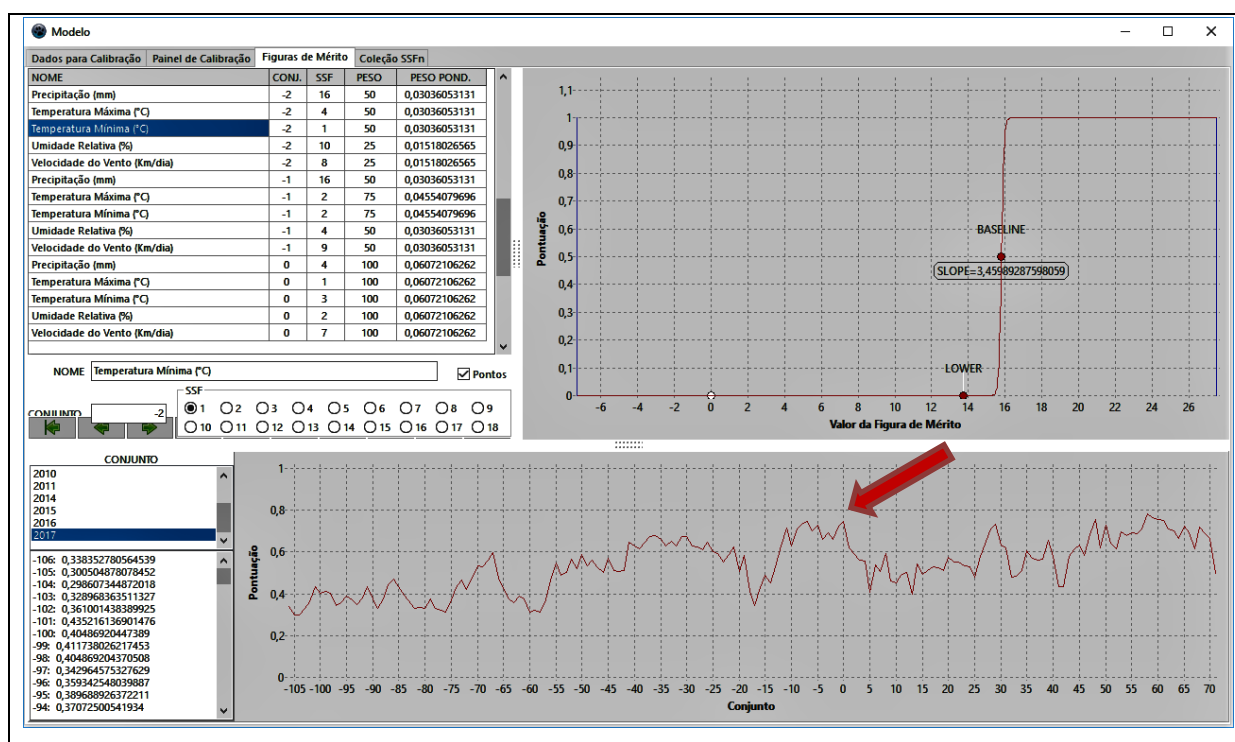 Modelo
Dados para Calibração Painel de Calibração Figuras de Mérito Coleção SSFn
NOME CONJ. SSF PESO PESO POND.
Precipitação (mm) -2 16 50 0,03036053131
Temperatura Máxima (°C) -2 4 50 0,03036053131
Temperatura Mínima (°C) -2 1 50 0,03036053131
Umidade Relativa (%) -2 10 25 0,01518026565
Velocidade do Vento (Km/dia) -2 8 25 0,01518026565
Precipitação (mm) -1 16 50 0,03036053131
Temperatura Máxima (°C) -1 2 75 0,04554079696
Temperatura Mínima (°C) -1 2 75 0,04554079696
Umidade Relativa (%) -1 4 50 0,03036053131
Velocidade do Vento (Km/dia) -1 9 50 0,03036053131
Precipitação (mm) 0 4 100 0,06072106262
Temperatura Máxima (°C) 0 1 100 0,06072106262
Temperatura Mínima (°C) 0 3 100 0,06072106262
Umidade Relativa (%) 0 2 100 0,06072106262
Velocidade do Vento (Km/dia) 0 7 100 0,06072106262
NOME Temperatura Mínima (°C) Pontos
SSF
CONJUNTO -2
1 2 3 4 5 6 7 8 9
10 11 12 13 14 15 16 17 18
1,1
1
0,9
0,8
0,7
0,6
0,5
0,4
0,3
0,2
0,1
0
Pontuação
BASELINE
SLOPE=3,45989287598059
LOWER
-6 -4 -2 0 2 4 6 8 10 12 14 16 18 20 22 24 26
Valor da Figura de Mérito
CONJUNTO
2010
2011
2014
2015
2016
2017
-106: 0,338352780564539
-105: 0,300504878078452
-104: 0,298607344872018
-103: 0,328968363511327
-102: 0,361001438389925
-101: 0,435216136901476
-100: 0,40486920447389
-99: 0,411738026217453
-98: 0,404869204370508
-97: 0,342964575327629
-96: 0,359342548039887
-95: 0,389688926372211
-94: 0,37072500541934
1
0,8
0,6
0,4
0,2
0
Pontuação
-105 -100 -95 -90 -85 -80 -75 -70 -65 -60 -55 -50 -45 -40 -35 -30 -25 -20 -15 -10 -5 0 5 10 15 20 25 30 35 40 45 50 55 60 65 70
Conjunto